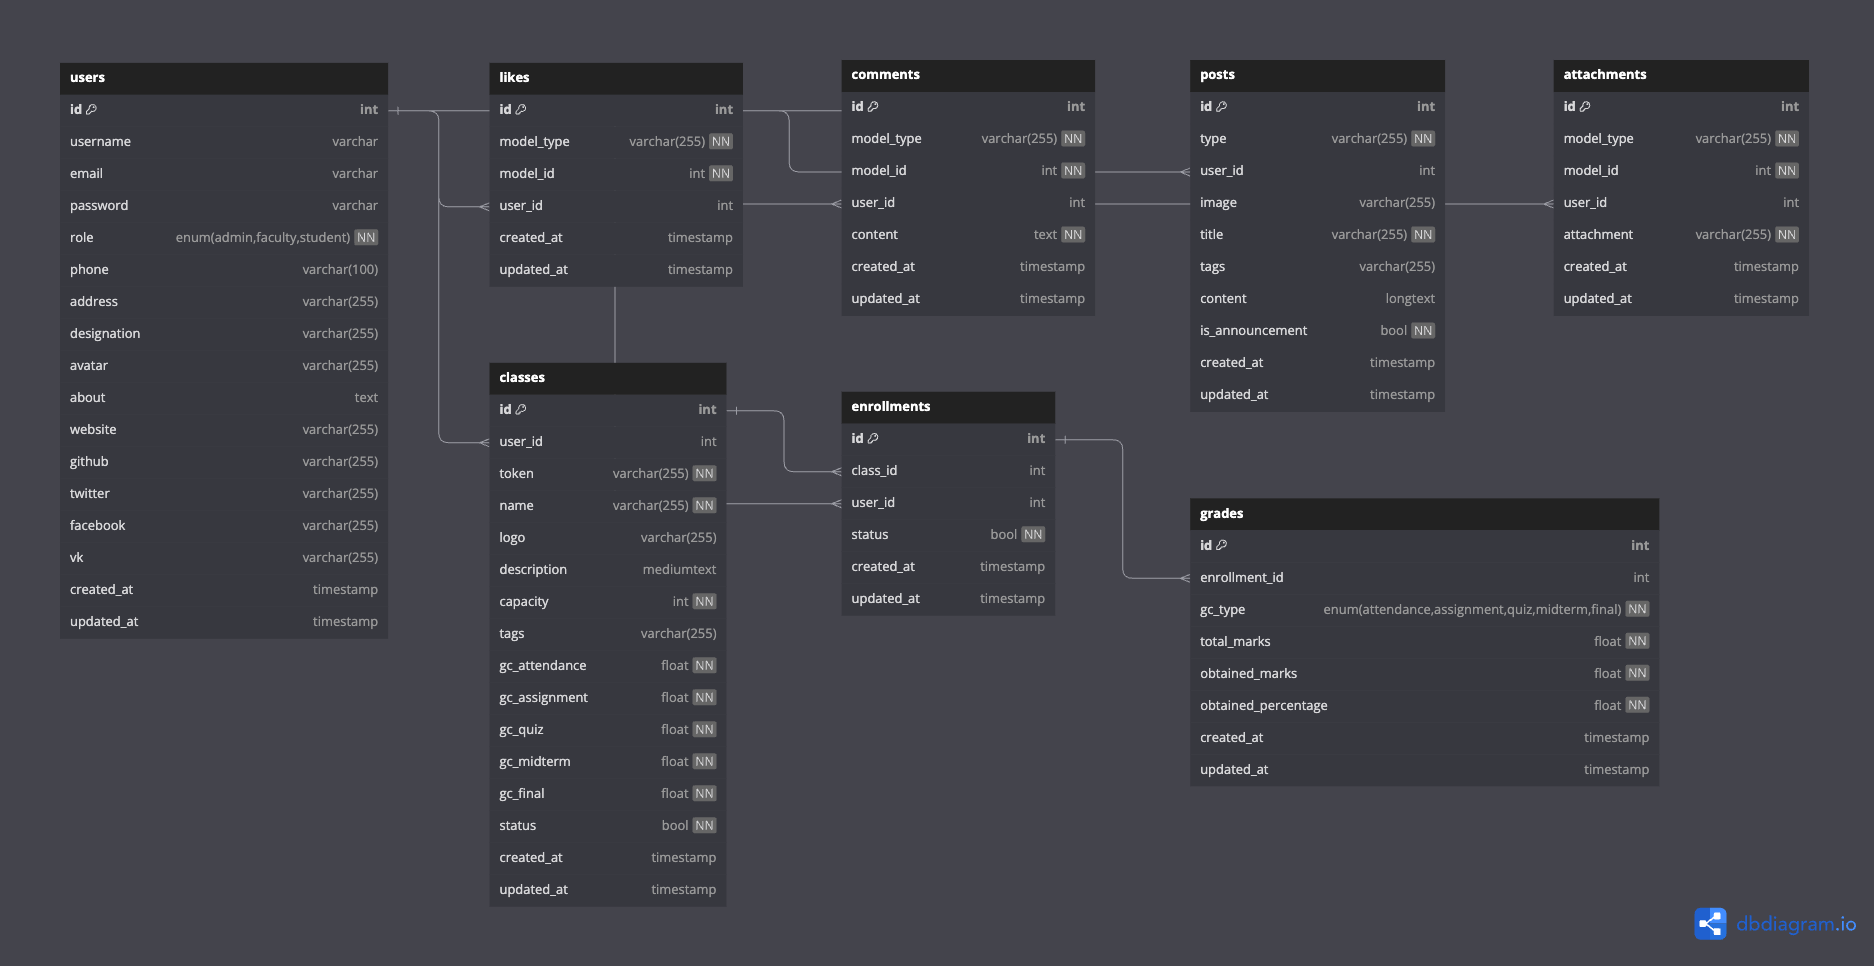 users
id int
username varchar
email varchar
password varchar
role enum(admin,faculty,student) NN
phone varchar(100)
address varchar(255)
designation varchar(255)
avatar varchar(255)
about text
website varchar(255)
github varchar(255)
twitter varchar(255)
facebook varchar(255)
vk varchar(255)
created_at timestamp
updated_at timestamp
likes
id int
model_type varchar(255) NN
model_id int NN
user_id int
created_at timestamp
updated_at timestamp
comments
id int
model_type varchar(255) NN
model_id int NN
user_id int
content text NN
created_at timestamp
updated_at timestamp
posts
id int
type varchar(255) NN
user_id int
image varchar(255)
title varchar(255) NN
tags varchar(255)
content longtext
is_announcement bool NN
created_at timestamp
updated_at timestamp
attachments
id int
model_type varchar(255) NN
model_id int NN
user_id int
attachment varchar(255) NN
created_at timestamp
updated_at timestamp
classes
id int
user_id int
token varchar(255) NN
name varchar(255) NN
logo varchar(255)
description mediumtext
capacity int NN
tags varchar(255)
gc_attendance float NN
gc_assignment float NN
gc_quiz float NN
gc_midterm float NN
gc_final float NN
status bool NN
created_at timestamp
updated_at timestamp
enrollments
id int
class_id int
user_id int
status bool NN
created_at timestamp
updated_at timestamp
grades
id int
enrollment_id int
gc_type enum(attendance,assignment,quiz,midterm,final) NN
total_marks float NN
obtained_marks float NN
obtained_percentage float NN
created_at timestamp
updated_at timestamp
dbdiagram.io